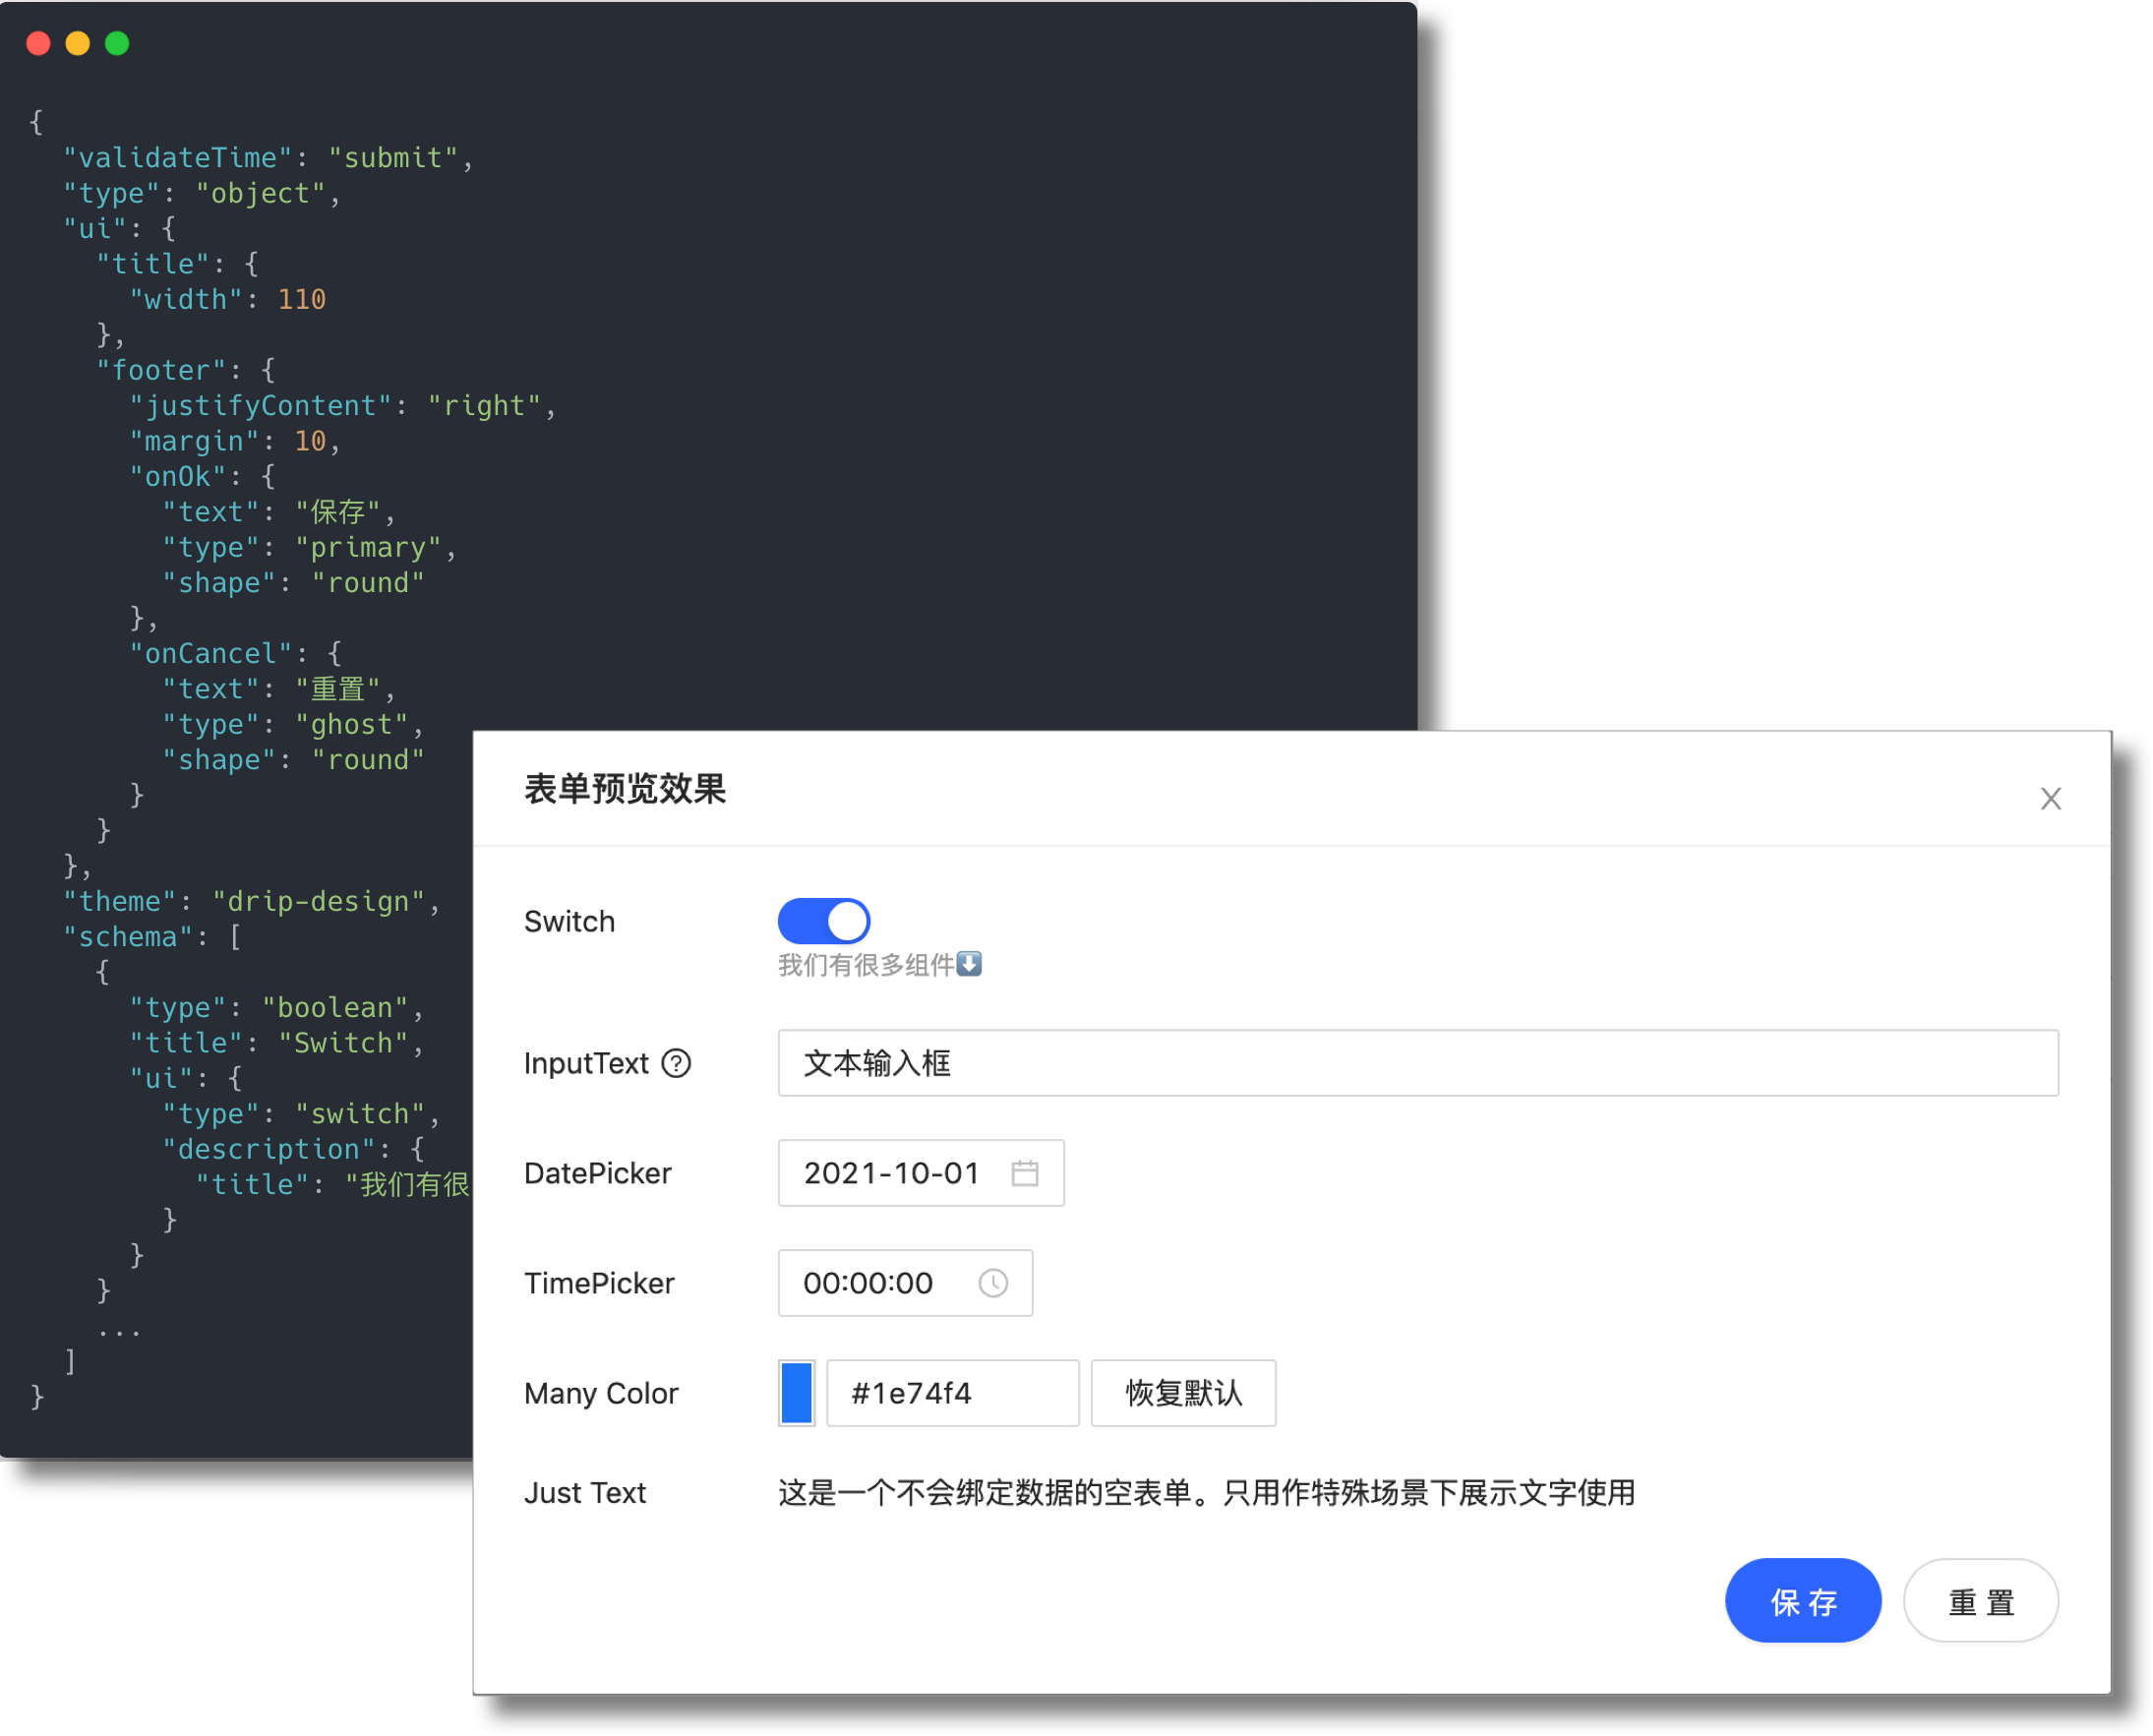 {
  "validateTime": "submit",
  "type": "object",
  "ui": {
    "title": {
      "width": 110
    },
    "footer": {
      "justifyContent": "right",
      "margin": 10,
      "onOk": {
        "text": "保存",
        "type": "primary",
        "shape": "round"
      },
      "onCancel": {
        "text": "重置",
        "type": "ghost",
        "shape": "round"
      }
    }
  },
  "theme": "drip-design",
  "schema": [
    {
      "type": "boolean",
      "title": "Switch",
      "ui": {
        "type": "switch",
        "description": {
          "title": "我们有很
        }
      }
    }
    ...
  ]
}
表单预览效果
Switch
我们有很多组件⬇️
InputText ? 文本输入框
DatePicker 2021-10-01
TimePicker 00:00:00
Many Color #1e74f4 恢复默认
Just Text 这是一个不会绑定数据的空表单。只用作特殊场景下展示文字使用
保 存 重 置